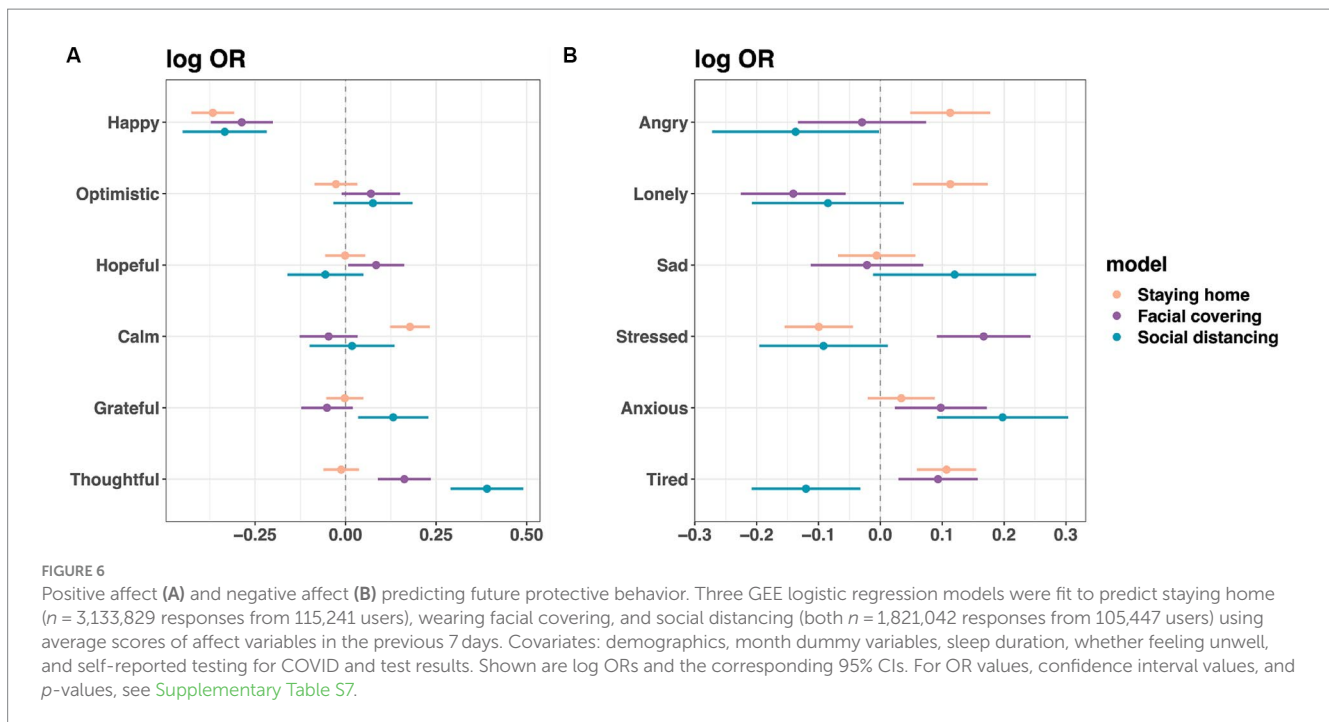 A
log OR
Happy
Optimistic
Hopeful
Calm
Grateful
Thoughtful
−0.25 0.00 0.25 0.50
B
log OR
Angry
Lonely
Sad
Stressed
Anxious
Tired
−0.3 −0.2 −0.1 0.0 0.1 0.2 0.3
model
Staying home
Facial covering
Social distancing
FIGURE 6
Positive affect (A) and negative affect (B) predicting future protective behavior. Three GEE logistic regression models were fit to predict staying home
(n = 3,133,829 responses from 115,241 users), wearing facial covering, and social distancing (both n = 1,821,042 responses from 105,447 users) using
average scores of affect variables in the previous 7 days. Covariates: demographics, month dummy variables, sleep duration, whether feeling unwell,
and self-reported testing for COVID and test results. Shown are log ORs and the corresponding 95% CIs. For OR values, confidence interval values, and
p-values, see Supplementary Table S7.